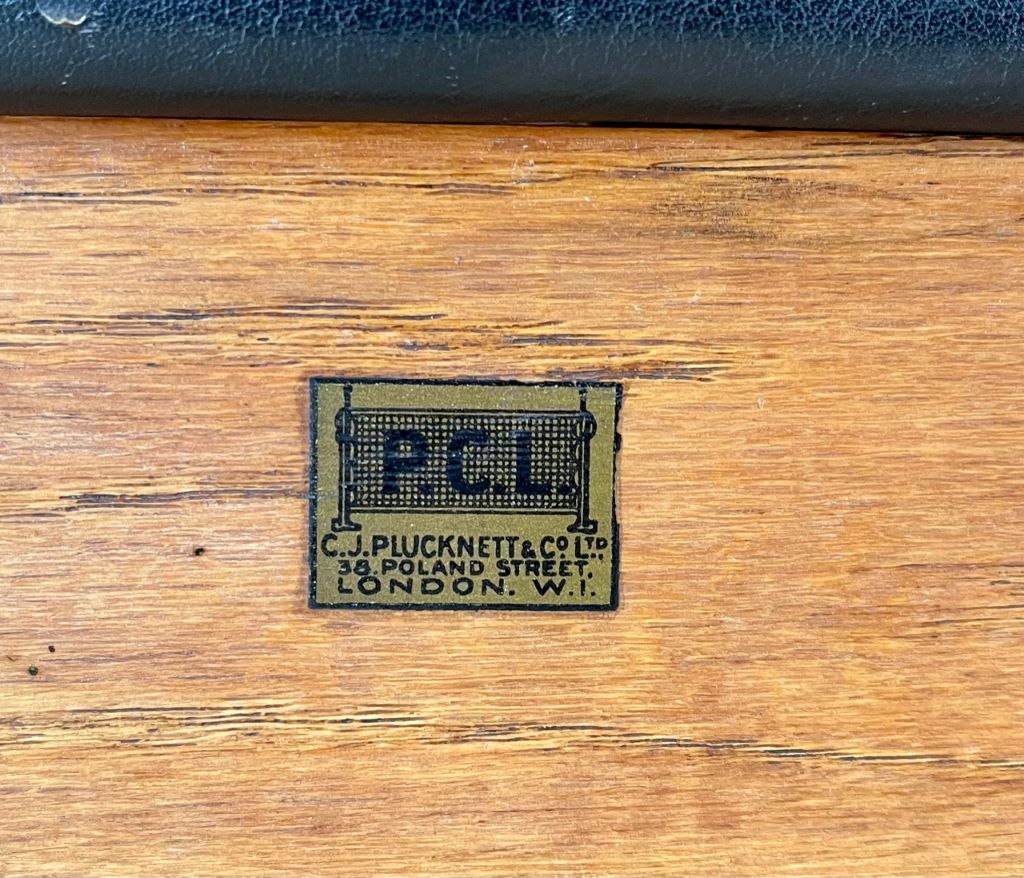 P.C.L.
C.J. PLUCKNETT & CO LTD.,
38. POLAND STREET.
LONDON. W.1.